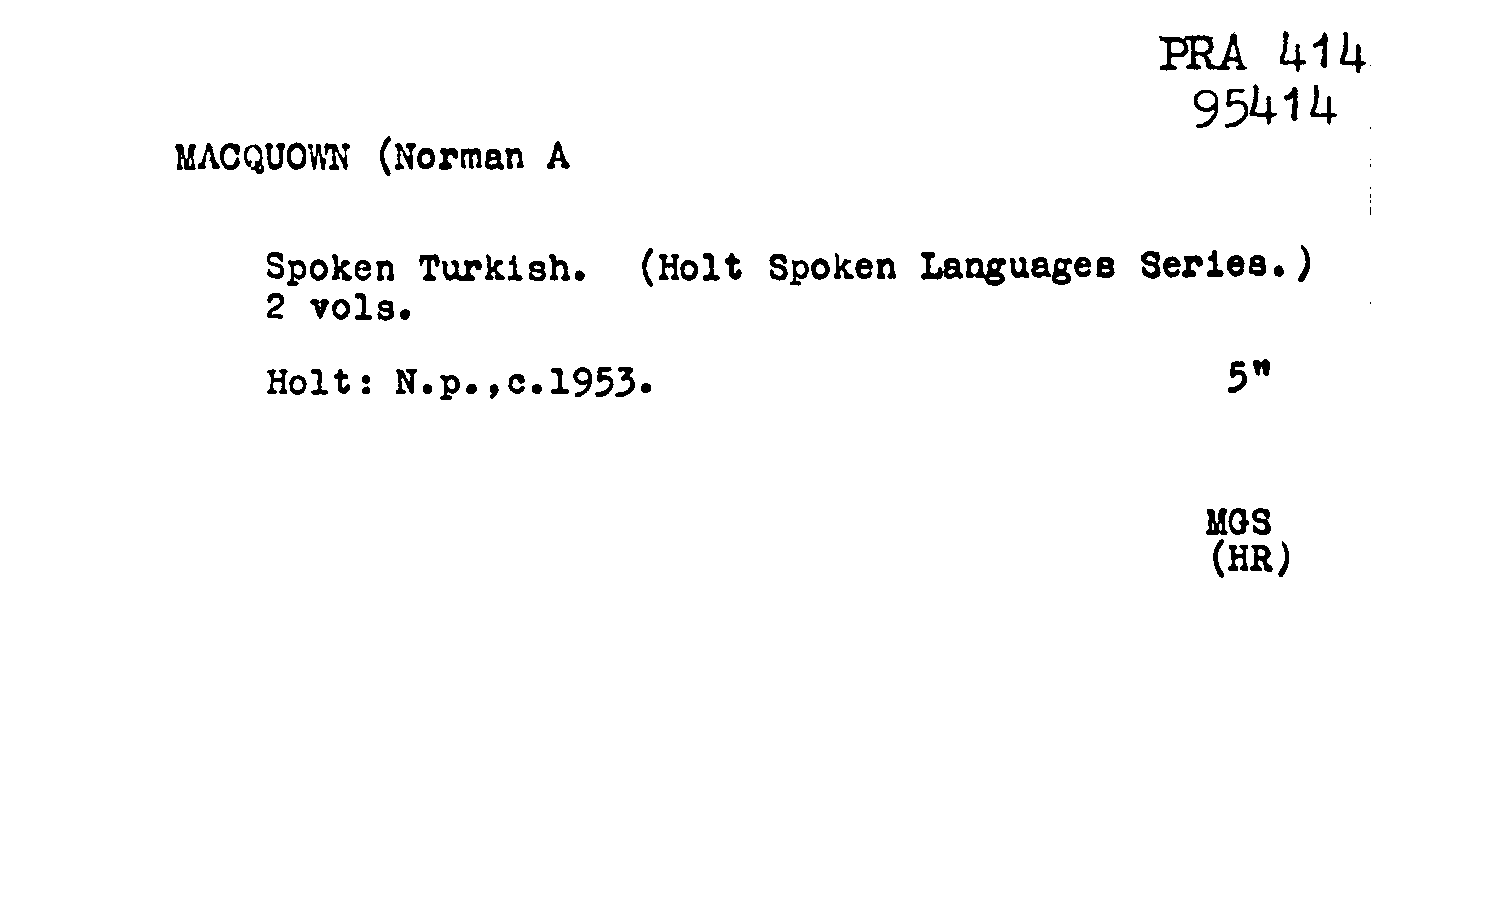 PRA 414
95414
MACQUOWN (Norman A
Spoken Turkish. (Holt Spoken Languages Series.)
2 vols.
Holt: N.p.,c.1953. 5"
MGS
(HR)